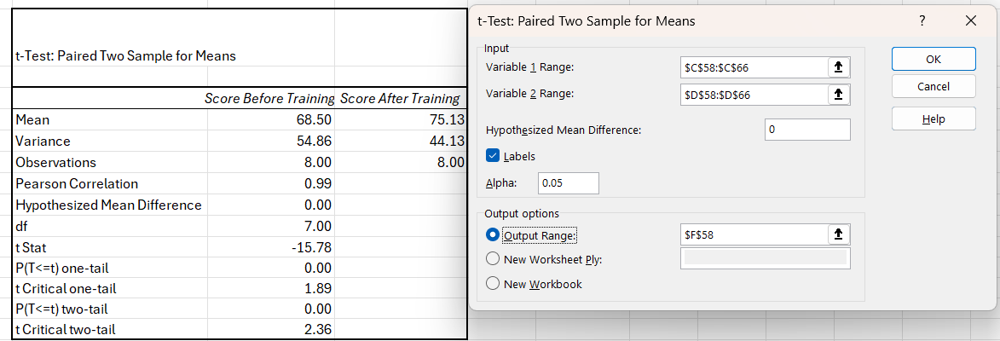 t-Test: Paired Two Sample for Means
Score Before Training Score After Training
Mean 68.50 75.13
Variance 54.86 44.13
Observations 8.00 8.00
Pearson Correlation 0.99
Hypothesized Mean Difference 0.00
df 7.00
t Stat -15.78
P(T<=t) one-tail 0.00
t Critical one-tail 1.89
P(T<=t) two-tail 0.00
t Critical two-tail 2.36
t-Test: Paired Two Sample for Means ? ×
Input
Variable 1 Range: $C$58:$C$66
Variable 2 Range: $D$58:$D$66
Hypothesized Mean Difference: 0
Labels
Alpha: 0.05
OK
Cancel
Help
Output options
Output Range: $F$58
New Worksheet Ply:
New Workbook